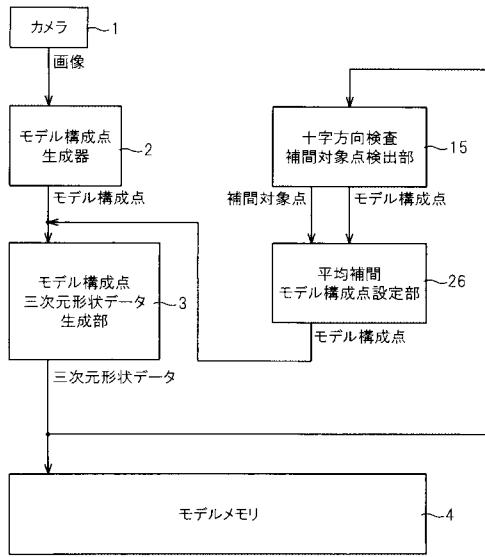 カメラ
1
画像
モデル構成点
生成器
2
モデル構成点
モデル構成点
三次元形状データ
生成部
3
三次元形状データ
十字方向検査
補間対象点検出部
15
補間対象点
モデル構成点
平均補間
モデル構成点設定部
26
モデル構成点
モデルメモリ
4